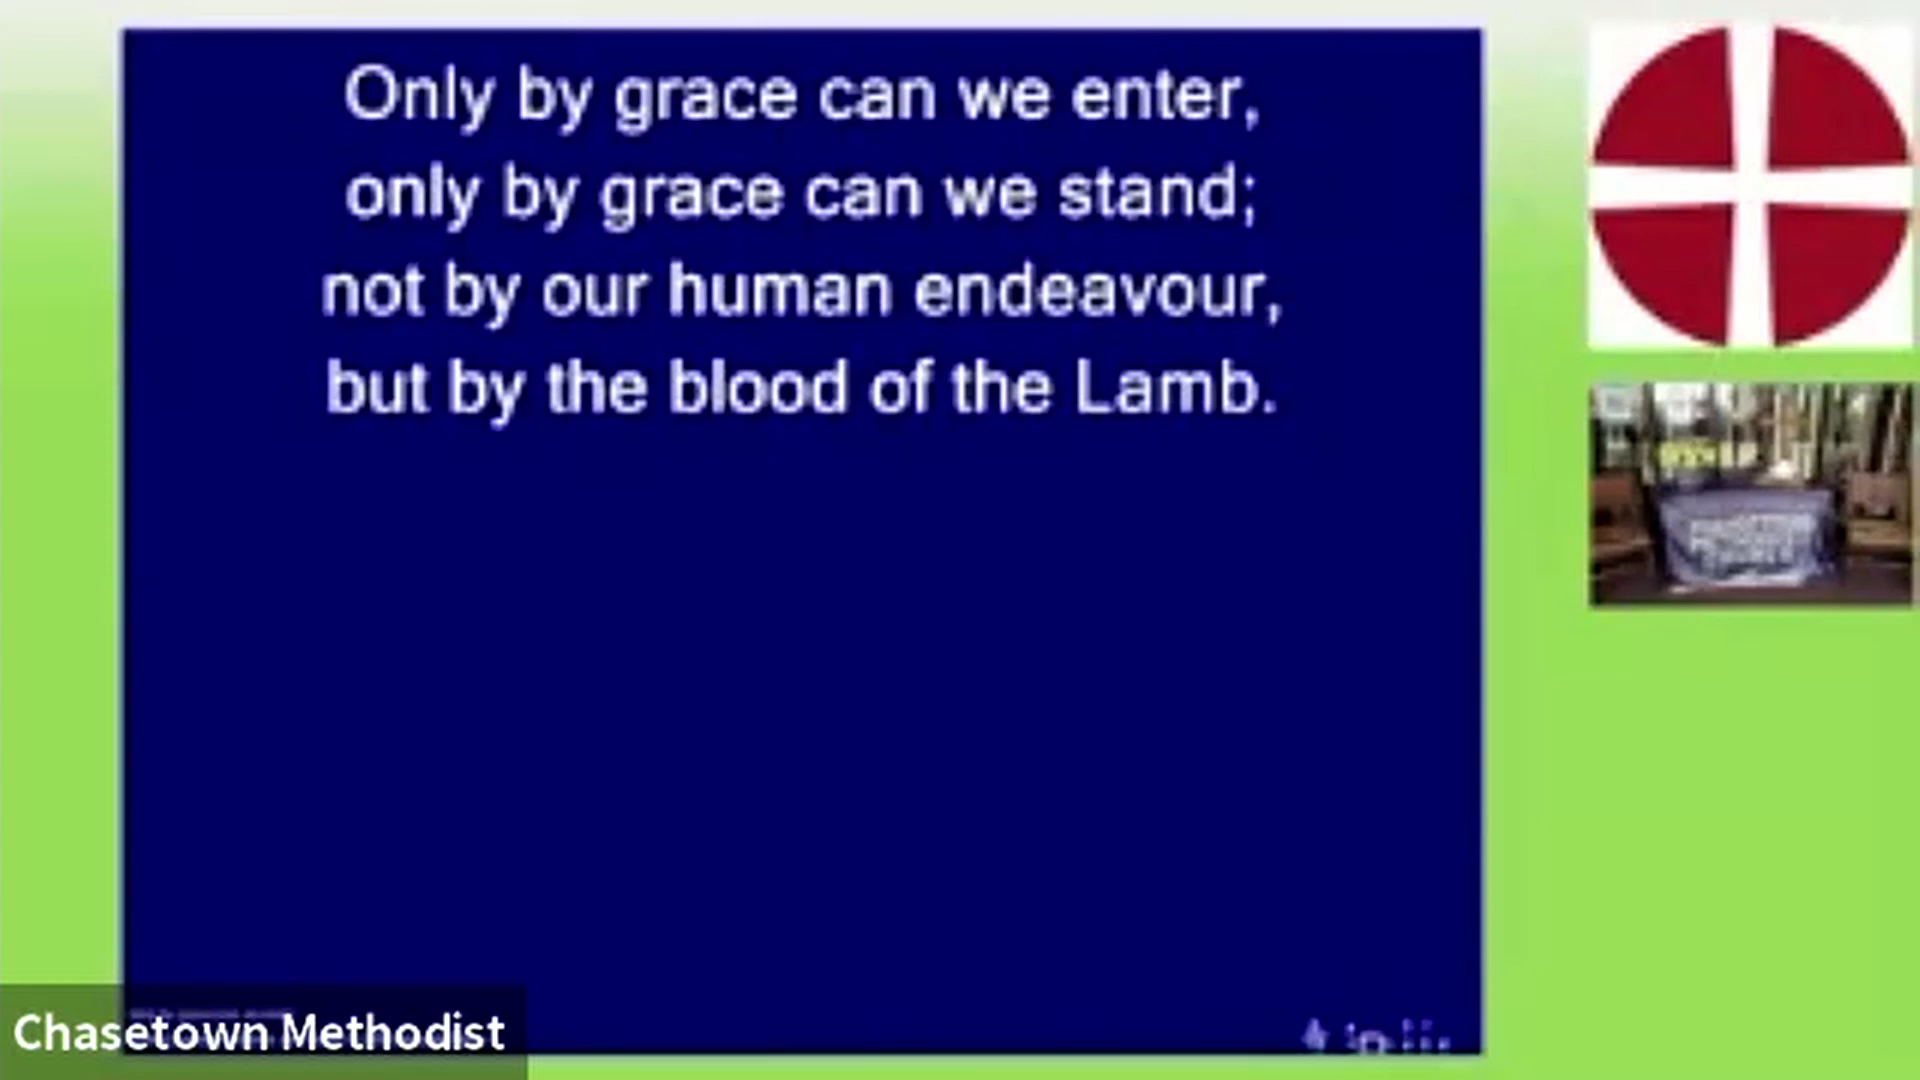 Only by grace can we enter,
only by grace can we stand;
not by our human endeavour,
but by the blood of the Lamb.
Chasetown Methodist